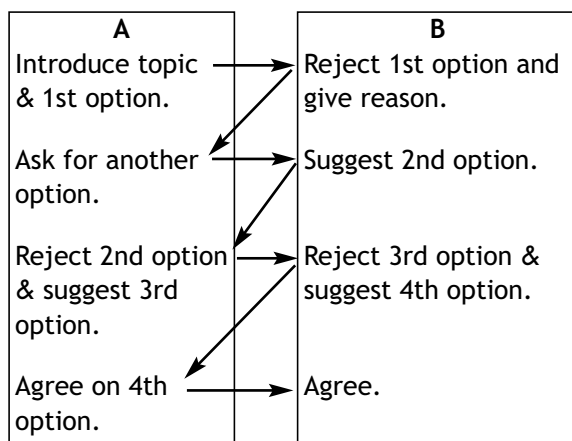 A
Introduce topic
& 1st option.
Ask for another
option.
Reject 2nd option
& suggest 3rd
option.
Agree on 4th
option.
B
Reject 1st option and
give reason.
Suggest 2nd option.
Reject 3rd option &
suggest 4th option.
Agree.